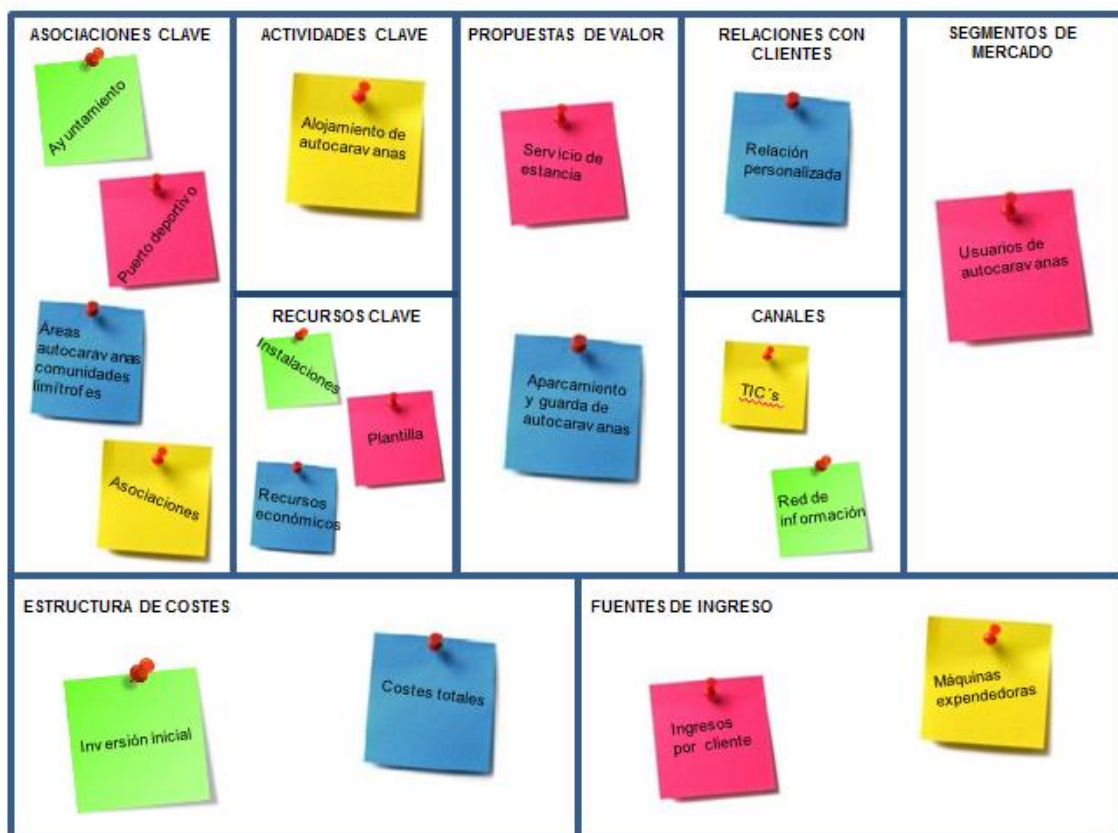 ASOCIACIONES CLAVE
Ayuntamiento
Puerto deportivo
Áreas
autocaravanas
comunidades
limítrofes
Asociaciones
ACTIVIDADES CLAVE
Alojamiento de
autocaravanas
RECURSOS CLAVE
Instalaciones
Plantilla
Recursos
económicos
PROPUESTAS DE VALOR
Servicio de
estancia
Aparcamiento
y guarda de
autocaravanas
RELACIONES CON
CLIENTES
Relación
personalizada
CANALES
TIC´s
Red de
información
SEGMENTOS DE
MERCADO
Usuarios de
autocaravanas
ESTRUCTURA DE COSTES
Inversión inicial
Costes totales
FUENTES DE INGRESO
Ingresos
por cliente
Máquinas
expendedoras